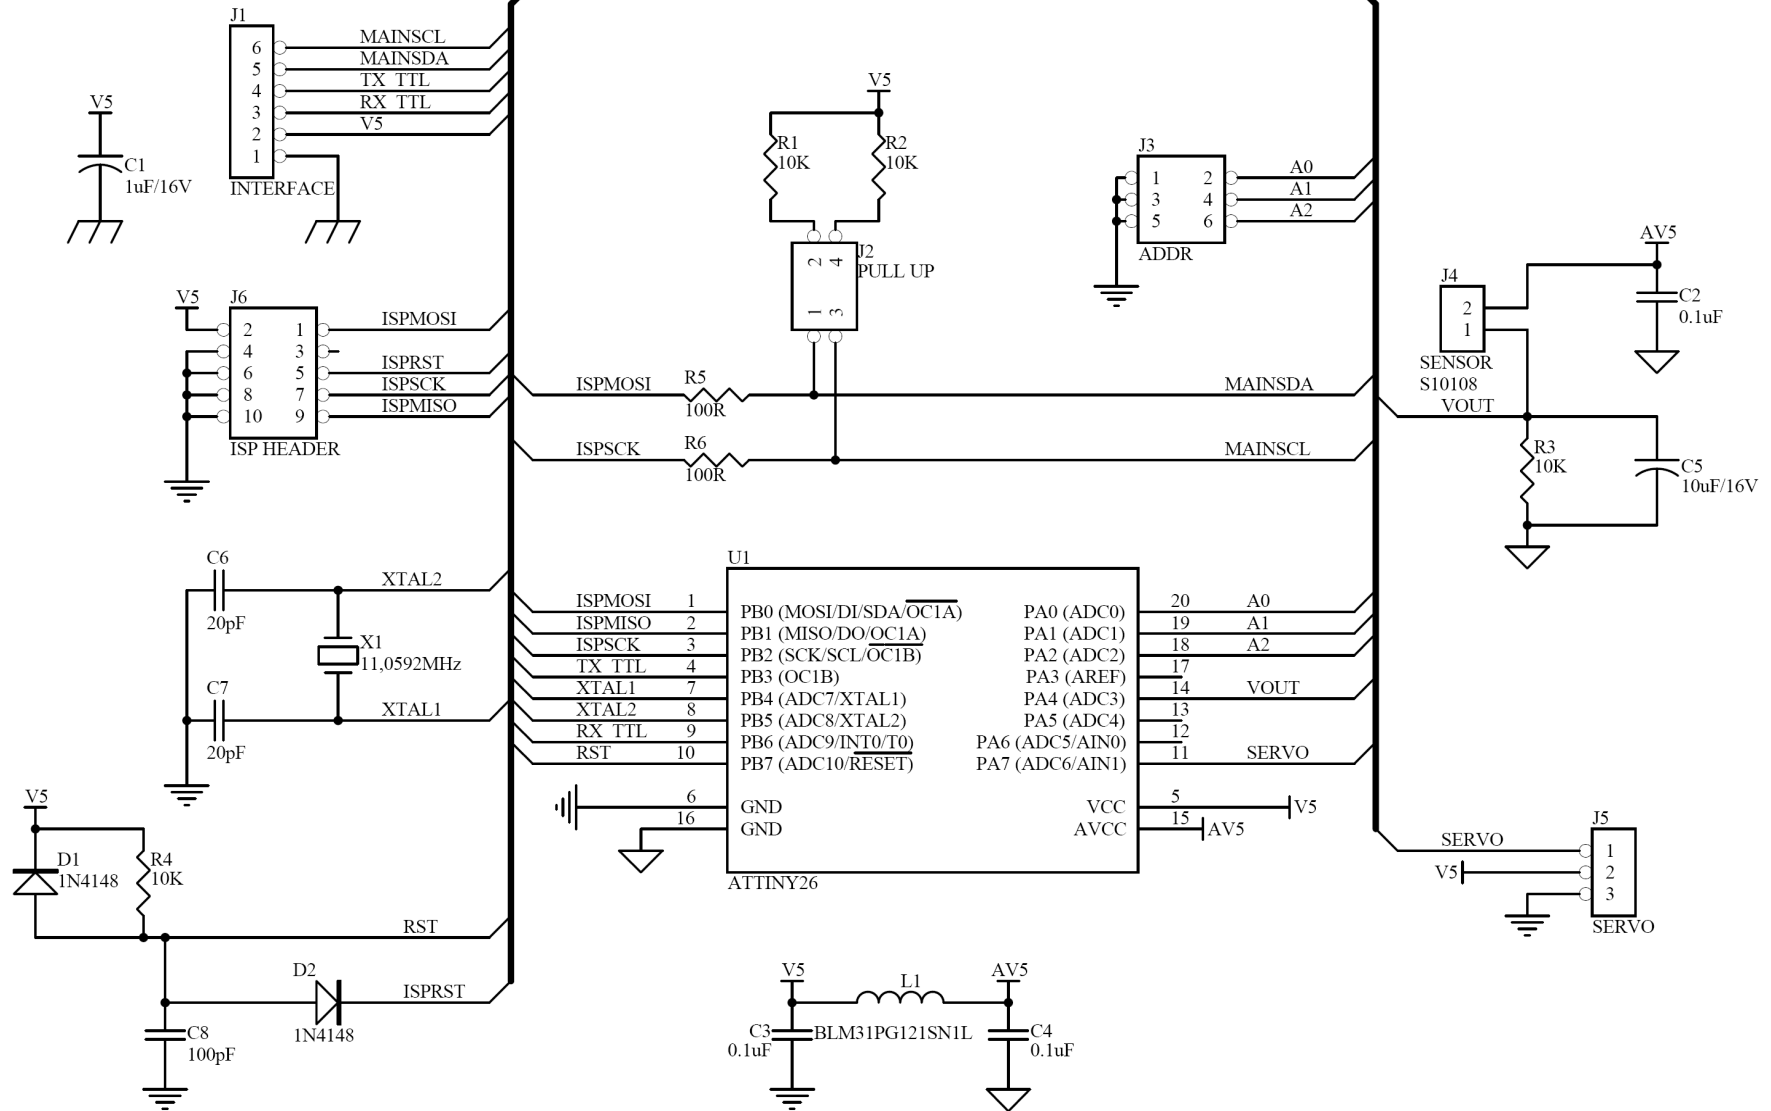 J1
6 MAINSCL
5 MAINSDA
4 TX TTL
3 RX TTL
2 V5
1
INTERFACE
V5
C1
1uF/16V
V5
R1
10K
R2
10K
2 4
J2
PULL UP
1 3
J3
1 2 A0
3 4 A1
5 6 A2
ADDR
AV5
C2
0.1uF
J4
2
1
SENSOR
S10108
VOUT
R3
10K
C5
10uF/16V
V5
J6
2 1 ISPMOSI
4 3
6 5 ISPRST
8 7 ISPSCK
10 9 ISPMISO
ISP HEADER
ISPMOSI R5 MAINSDA
100R
ISPSCK R6 MAINSCL
100R
C6
20pF
XTAL2
X1
11,0592MHz
C7
20pF
XTAL1
U1
ISPMOSI 1 PB0 (MOSI/DI/SDA/OC1A) PA0 (ADC0) 20 A0
ISPMISO 2 PB1 (MISO/DO/OC1A) PA1 (ADC1) 19 A1
ISPSCK 3 PB2 (SCK/SCL/OC1B) PA2 (ADC2) 18 A2
TX TTL 4 PB3 (OC1B) PA3 (AREF) 17
XTAL1 7 PB4 (ADC7/XTAL1) PA4 (ADC3) 14 VOUT
XTAL2 8 PB5 (ADC8/XTAL2) PA5 (ADC4) 13
RX TTL 9 PB6 (ADC9/INT0/T0) PA6 (ADC5/AIN0) 12
RST 10 PB7 (ADC10/RESET) PA7 (ADC6/AIN1) 11 SERVO
6 GND VCC 5 V5
16 GND AVCC 15 AV5
ATTINY26
V5
D1
1N4148
R4
10K
RST
D2
1N4148
ISPRST
C8
100pF
V5 L1 AV5
C3
0.1uF
BLM31PG121SN1L
C4
0.1uF
J5
SERVO 1
V5 2
3
SERVO